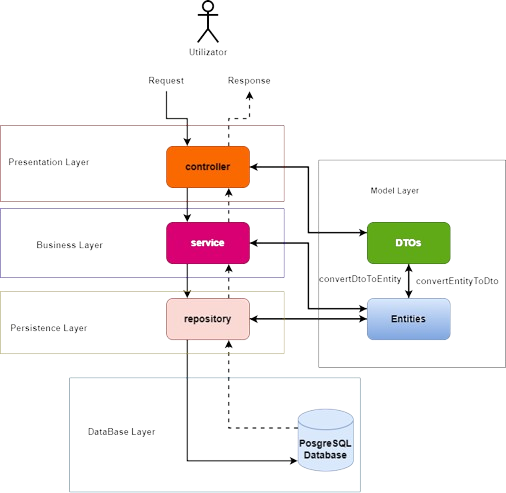 Utilizator
Request
Response
Presentation Layer
controller
Model Layer
Business Layer
service
DTOs
convertDtoToEntity
convertEntityToDto
Persistence Layer
repository
Entities
DataBase Layer
PosgreSQL
Database